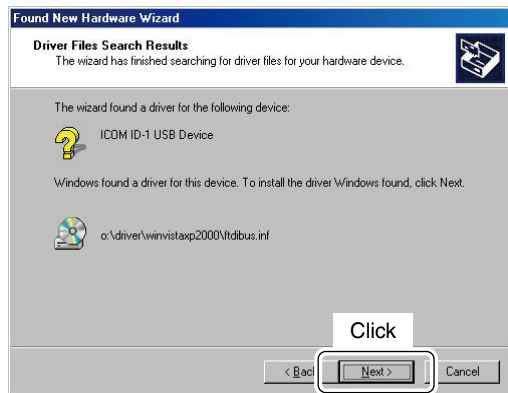 Found New Hardware Wizard
Driver Files Search Results
The wizard has finished searching for driver files for your hardware device.
The wizard found a driver for the following device:
ICOM ID-1 USB Device
Windows found a driver for this device. To install the driver Windows found, click Next.
o:\driver\winvistaxp2000\ftdibus.inf
Click
< Bac Next > Cancel